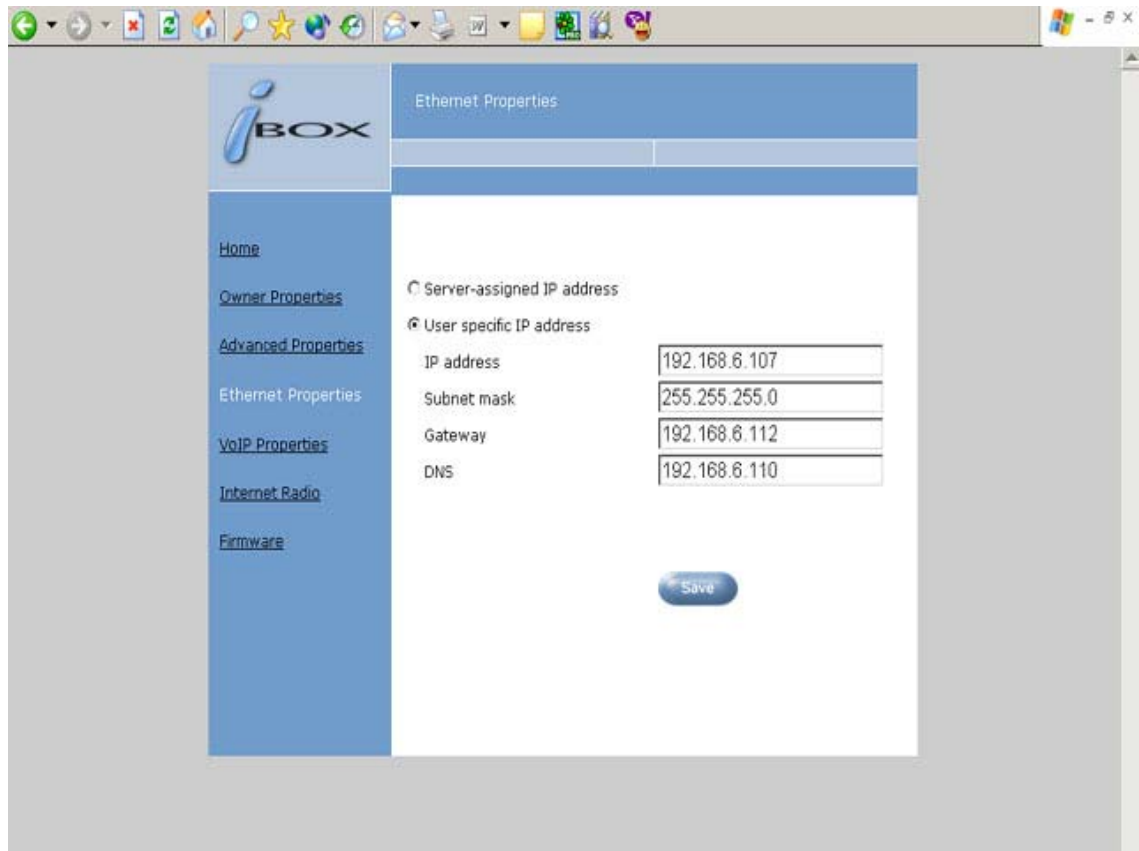 iBOX
Ethernet Properties
Home
Owner Properties
Advanced Properties
Ethernet Properties
VoIP Properties
Internet Radio
Firmware
Server-assigned IP address
User specific IP address
IP address 192.168.6.107
Subnet mask 255.255.255.0
Gateway 192.168.6.112
DNS 192.168.6.110
Save